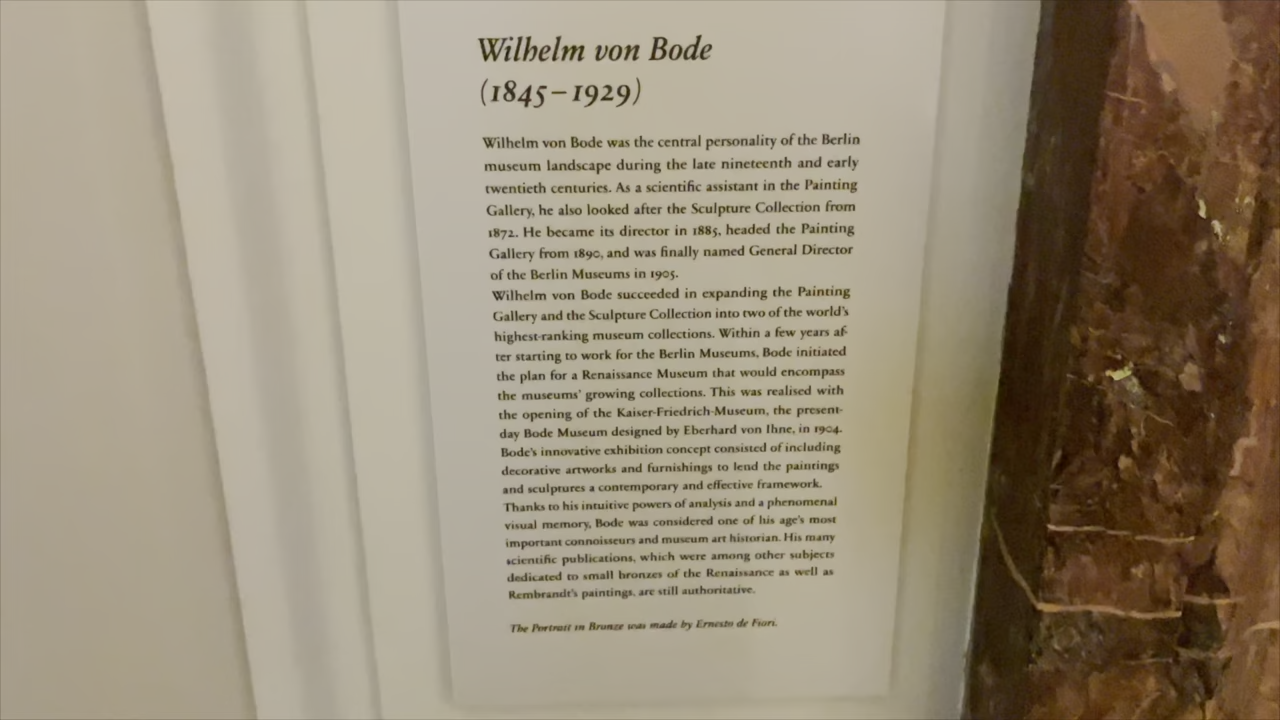 Wilhelm von Bode
(1845–1929)
Wilhelm von Bode was the central personality of the Berlin
museum landscape during the late nineteenth and early
twentieth centuries. As a scientific assistant in the Painting
Gallery, he also looked after the Sculpture Collection from
1872. He became its director in 1885, headed the Painting
Gallery from 1890, and was finally named General Director
of the Berlin Museums in 1905.
Wilhelm von Bode succeeded in expanding the Painting
Gallery and the Sculpture Collection into two of the world's
highest-ranking museum collections. Within a few years af-
ter starting to work for the Berlin Museums, Bode initiated
the plan for a Renaissance Museum that would encompass
the museums' growing collections. This was realised with
the opening of the Kaiser-Friedrich-Museum, the present-
day Bode Museum designed by Eberhard von Ihne, in 1904.
Bode's innovative exhibition concept consisted of including
decorative artworks and furnishings to lend the paintings
and sculptures a contemporary and effective framework.
Thanks to his intuitive powers of analysis and a phenomenal
visual memory, Bode was considered one of his age's most
important connoisseurs and museum art historian. His many
scientific publications, which were among other subjects
dedicated to small bronzes of the Renaissance as well as
Rembrandt's paintings, are still authoritative.
The Portrait in Bronze was made by Ernesto de Fiori.